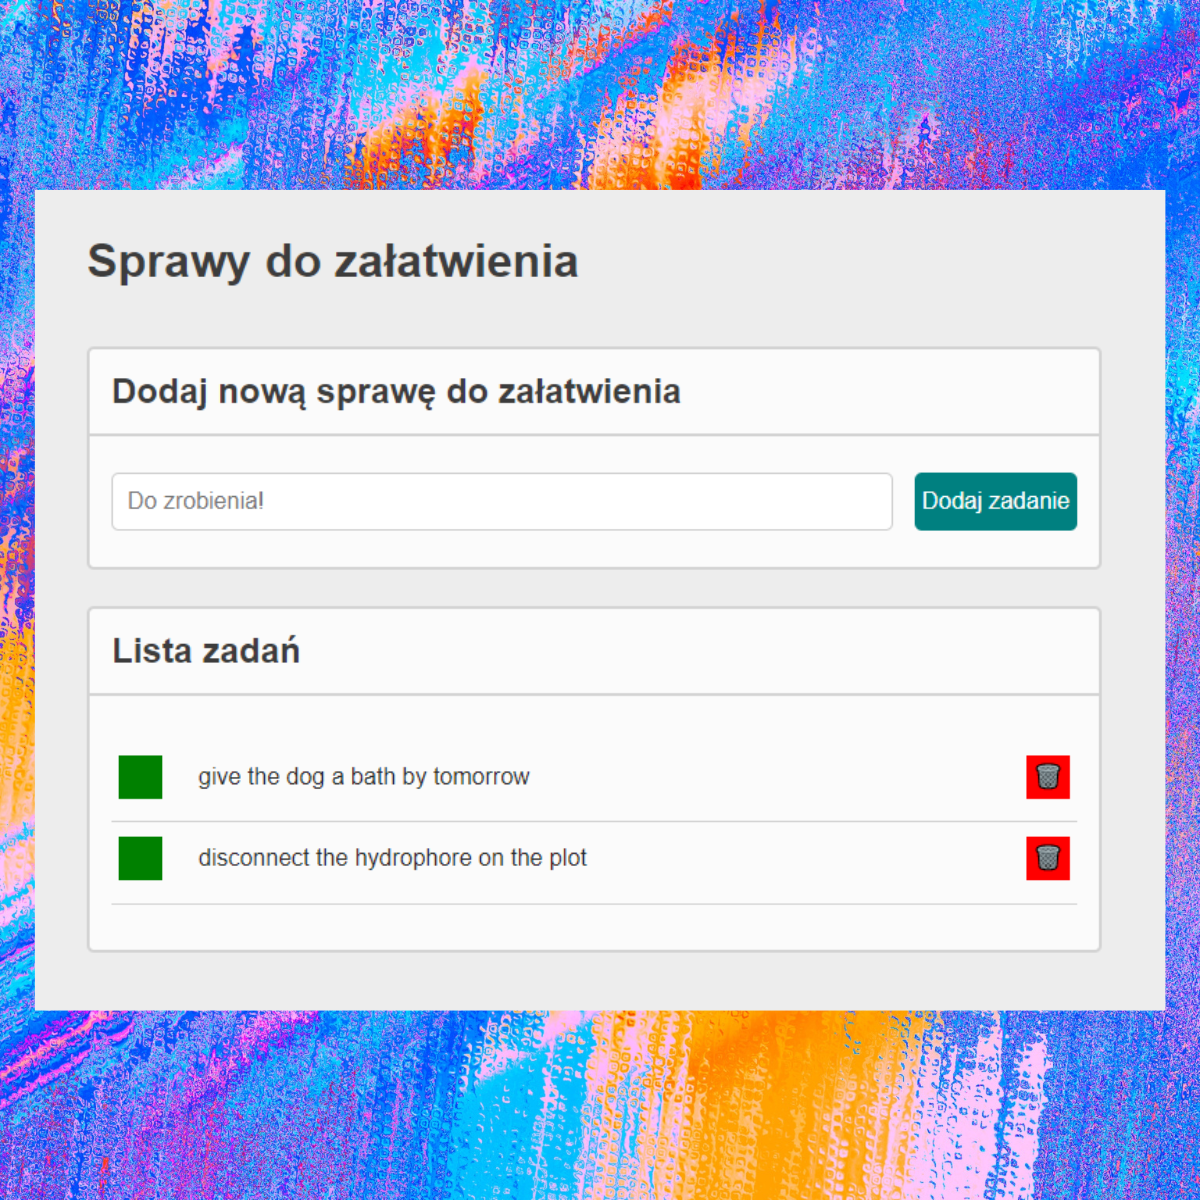 Sprawy do załatwienia
Dodaj nową sprawę do załatwienia
Do zrobienia!
Dodaj zadanie
Lista zadań
give the dog a bath by tomorrow
disconnect the hydrophore on the plot